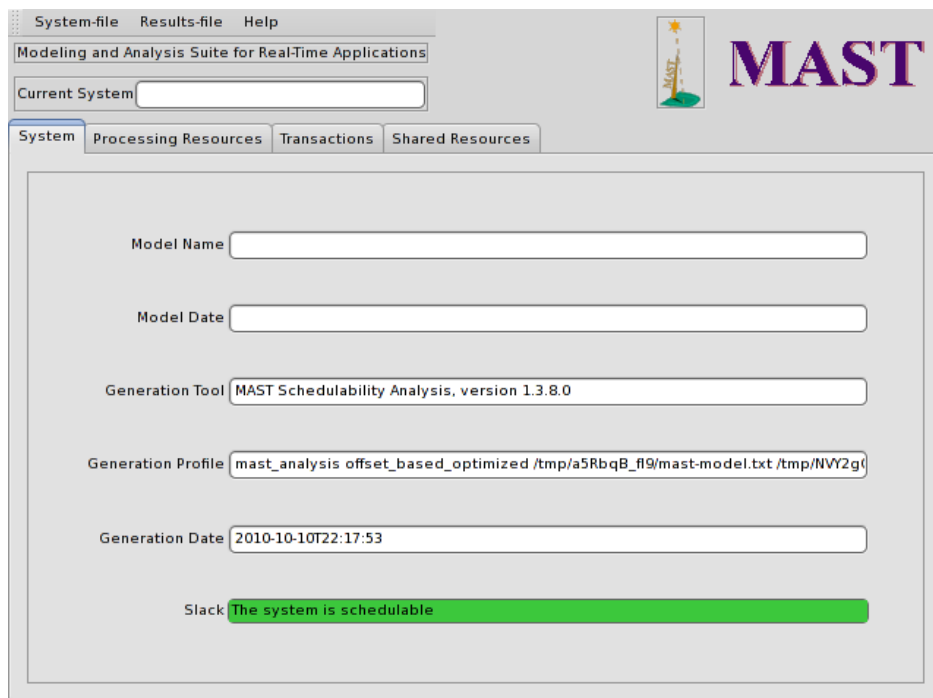 System-file Results-file Help
Modeling and Analysis Suite for Real-Time Applications
Current System
MAST
MAST
System Processing Resources Transactions Shared Resources
Model Name
Model Date
Generation Tool MAST Schedulability Analysis, version 1.3.8.0
Generation Profile mast_analysis offset_based_optimized /tmp/a5RbqB_fl9/mast-model.txt
Generation Date 2010-10-10T22:17:53
Slack The system is schedulable